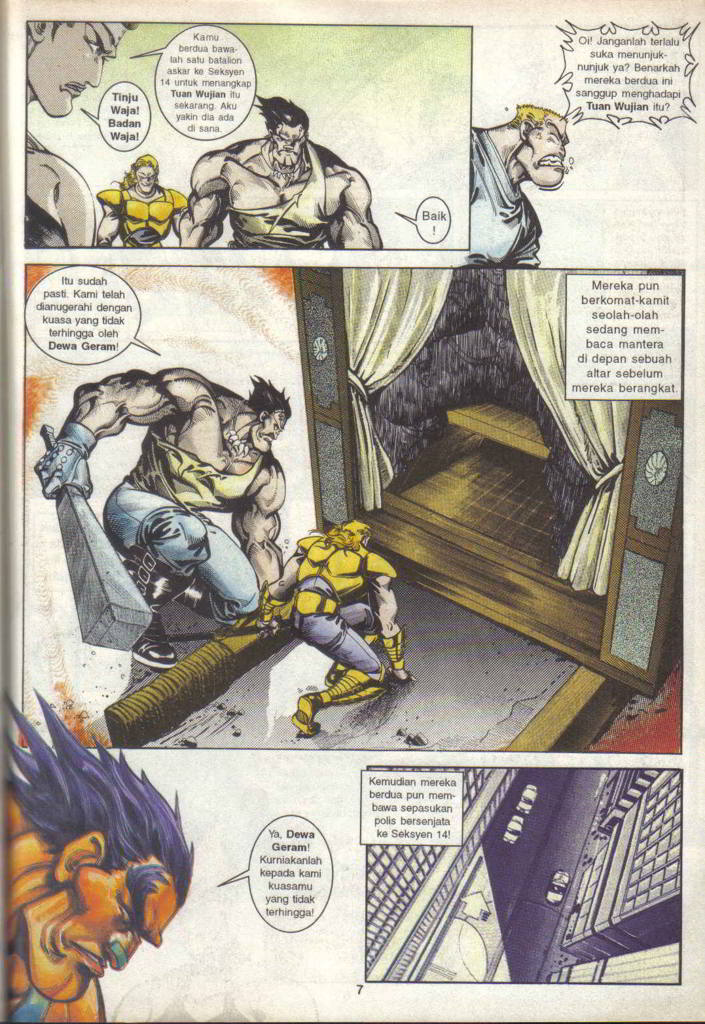 Tinju
Waja!
Badan
Waja!
Kamu
berdua bawa-
lah satu batalion
askar ke Seksyen
14 untuk menangkap
Tuan Wujian itu
sekarang. Aku
yakin dia ada
di sana.
Baik
!
Oi! Janganlah terlalu
suka menunjuk-
nunjuk ya? Benarkah
mereka berdua ini
sanggup menghadapi
Tuan Wujian itu?
Itu sudah
pasti. Kami telah
dianugerahi dengan
kuasa yang tidak
terhingga oleh
Dewa Geram!
Mereka pun
berkomat-kamit
seolah-olah
sedang mem-
baca mantera
di depan sebuah
altar sebelum
mereka berangkat.
Ya, Dewa
Geram!
Kurniakanlah
kepada kami
kuasamu
yang tidak
terhingga!
Kemudian mereka
berdua pun mem-
bawa sepasukan
polis bersenjata
ke Seksyen 14!
7